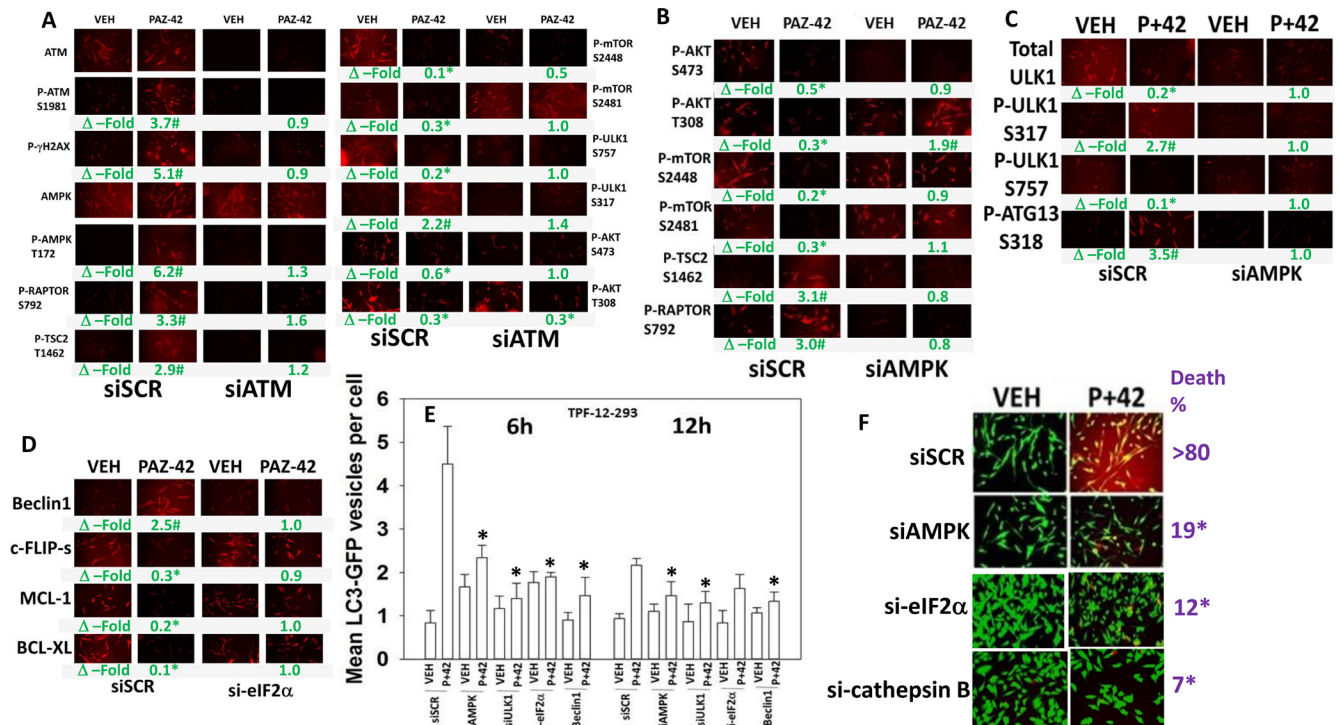 A
VEH PAZ-42 VEH PAZ-42
ATM
P-ATM
S1981
Δ –Fold 3.7# 0.9
P-γH2AX
Δ –Fold 5.1# 0.9
AMPK
P-AMPK
T172
Δ –Fold 6.2# 1.3
P-RAPTOR
S792
Δ –Fold 3.3# 1.6
P-TSC2
T1462
Δ –Fold 2.9# 1.2
siSCR siATM
VEH PAZ-42 VEH PAZ-42
P-mTOR
S2448
Δ –Fold 0.1* 0.5
P-mTOR
S2481
Δ –Fold 0.3* 1.0
P-ULK1
S757
Δ –Fold 0.2* 1.0
P-ULK1
S317
Δ –Fold 2.2# 1.4
P-AKT
S473
Δ –Fold 0.6* 1.0
P-AKT
T308
Δ –Fold 0.3* 0.3*
siSCR siATM
B
VEH PAZ-42 VEH PAZ-42
P-AKT
S473
Δ –Fold 0.5* 0.9
P-AKT
T308
Δ –Fold 0.3* 1.9#
P-mTOR
S2448
Δ –Fold 0.2* 0.9
P-mTOR
S2481
Δ –Fold 0.3* 1.1
P-TSC2
S1462
Δ –Fold 3.1# 0.8
P-RAPTOR
S792
Δ –Fold 3.0# 0.8
siSCR siAMPK
C
VEH P+42 VEH P+42
Total
ULK1
Δ –Fold 0.2* 1.0
P-ULK1
S317
Δ –Fold 2.7# 1.0
P-ULK1
S757
Δ –Fold 0.1* 1.0
P-ATG13
S318
Δ –Fold 3.5# 1.0
siSCR siAMPK
D
VEH PAZ-42 VEH PAZ-42
Beclin1
Δ –Fold 2.5# 1.0
c-FLIP-s
Δ –Fold 0.3* 0.9
MCL-1
Δ –Fold 0.2* 1.0
BCL-XL
Δ –Fold 0.1* 1.0
siSCR si-eIF2α
E
TPF-12-293
6h 12h
Mean LC3-GFP vesicles per cell
6
5
4
3
2
1
0
* * * * * * *
VEH P+42 VEH P+42 VEH P+42 VEH P+42 VEH P+42 VEH P+42 VEH P+42 VEH P+42 VEH P+42 VEH P+42
siSCR siAMPK siULK1 si-eIF2α Beclin1 siSCR siAMPK siULK1 si-eIF2α Beclin1
F
VEH P+42
Death
%
siSCR >80
siAMPK 19*
si-eIF2α 12*
si-cathepsin B 7*